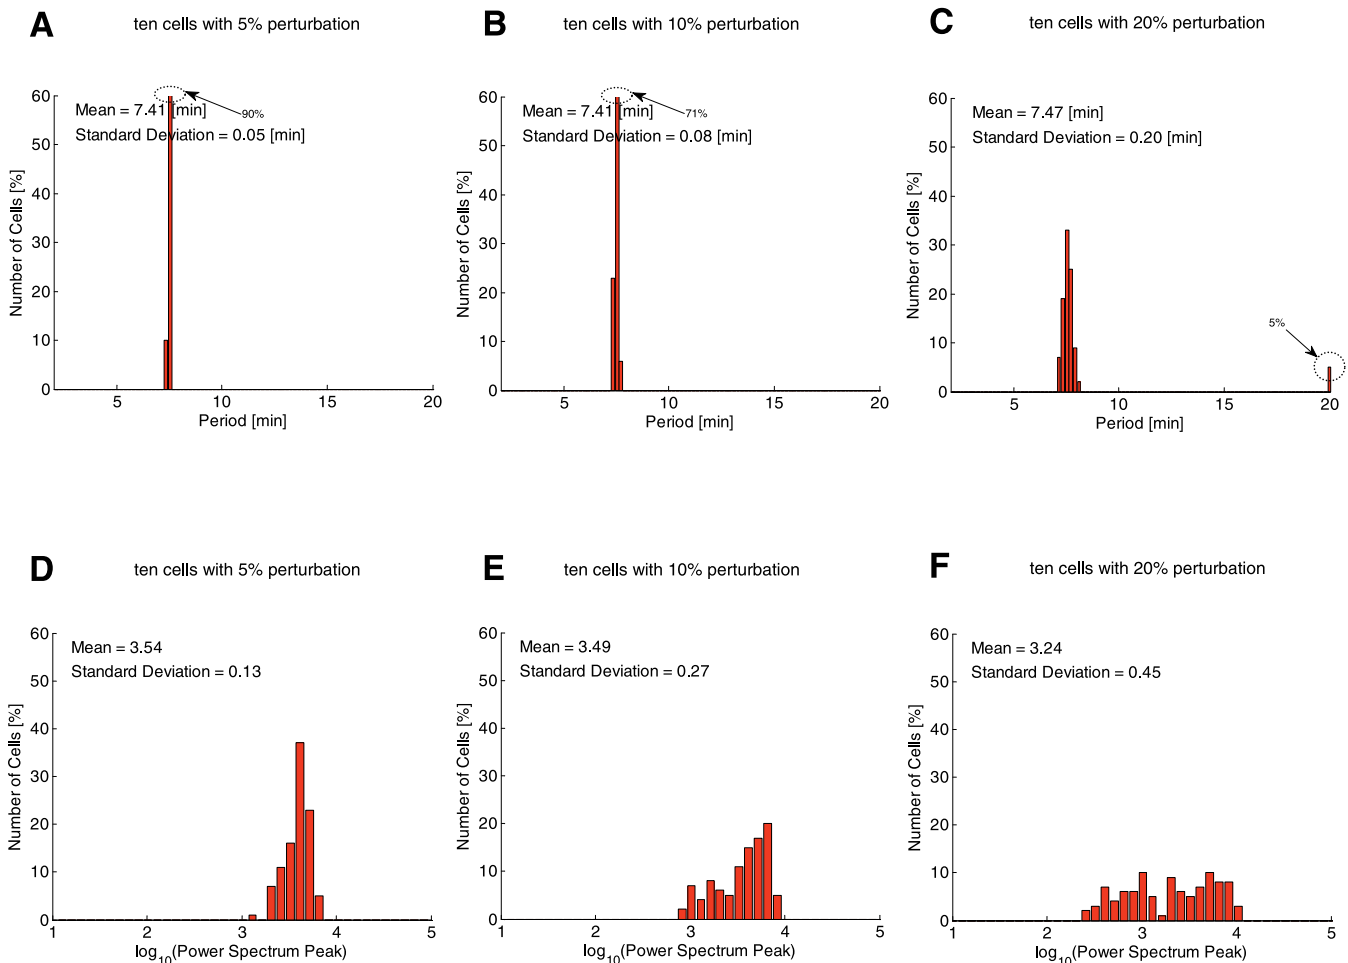 A ten cells with 5% perturbation
60
50
40
30
20
10
0
Number of Cells [%]
Mean = 7.41 [min]
Standard Deviation = 0.05 [min]
90%
5 10 15 20
Period [min]
B ten cells with 10% perturbation
60
50
40
30
20
10
0
Number of Cells [%]
Mean = 7.41 [min]
Standard Deviation = 0.08 [min]
71%
5 10 15 20
Period [min]
C ten cells with 20% perturbation
60
50
40
30
20
10
0
Number of Cells [%]
Mean = 7.47 [min]
Standard Deviation = 0.20 [min]
5%
5 10 15 20
Period [min]
D ten cells with 5% perturbation
60
50
40
30
20
10
0
Number of Cells [%]
Mean = 3.54
Standard Deviation = 0.13
1 2 3 4 5
log10(Power Spectrum Peak)
E ten cells with 10% perturbation
60
50
40
30
20
10
0
Number of Cells [%]
Mean = 3.49
Standard Deviation = 0.27
1 2 3 4 5
log10(Power Spectrum Peak)
F ten cells with 20% perturbation
60
50
40
30
20
10
0
Number of Cells [%]
Mean = 3.24
Standard Deviation = 0.45
1 2 3 4 5
log10(Power Spectrum Peak)